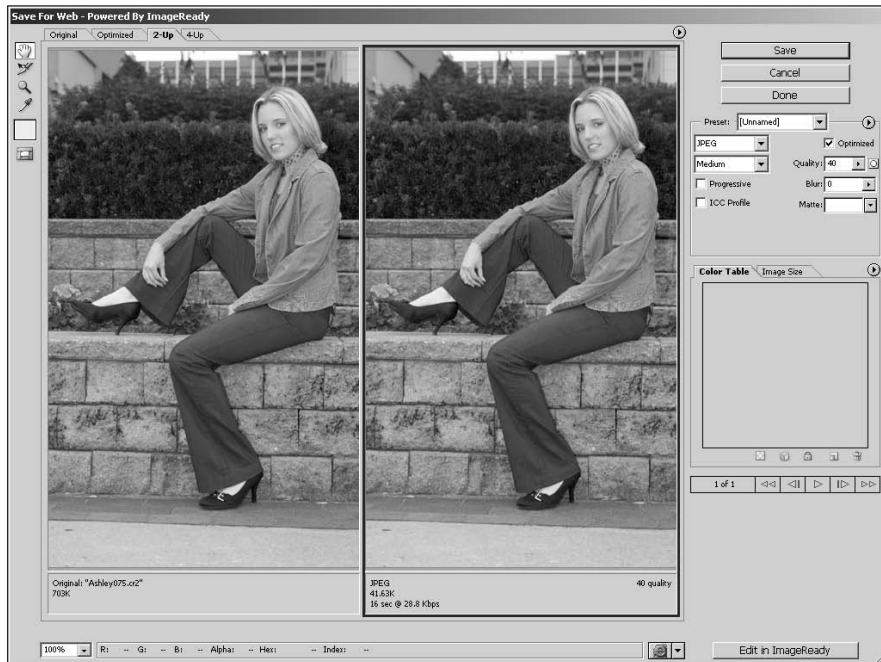 Save For Web - Powered By ImageReady
Original Optimized 2-Up 4-Up
Save
Cancel
Done
Preset: [Unnamed]
JPEG Optimized
Medium Quality: 40
Progressive Blur: 0
ICC Profile Matte:
Color Table Image Size
1 of 1
Original: "Ashley075.cr2"
703K
JPEG 40 quality
41.63K
16 sec @ 28.8 Kbps
100% R: -- G: -- B: -- Alpha: -- Hex: -- Index: --
Edit in ImageReady